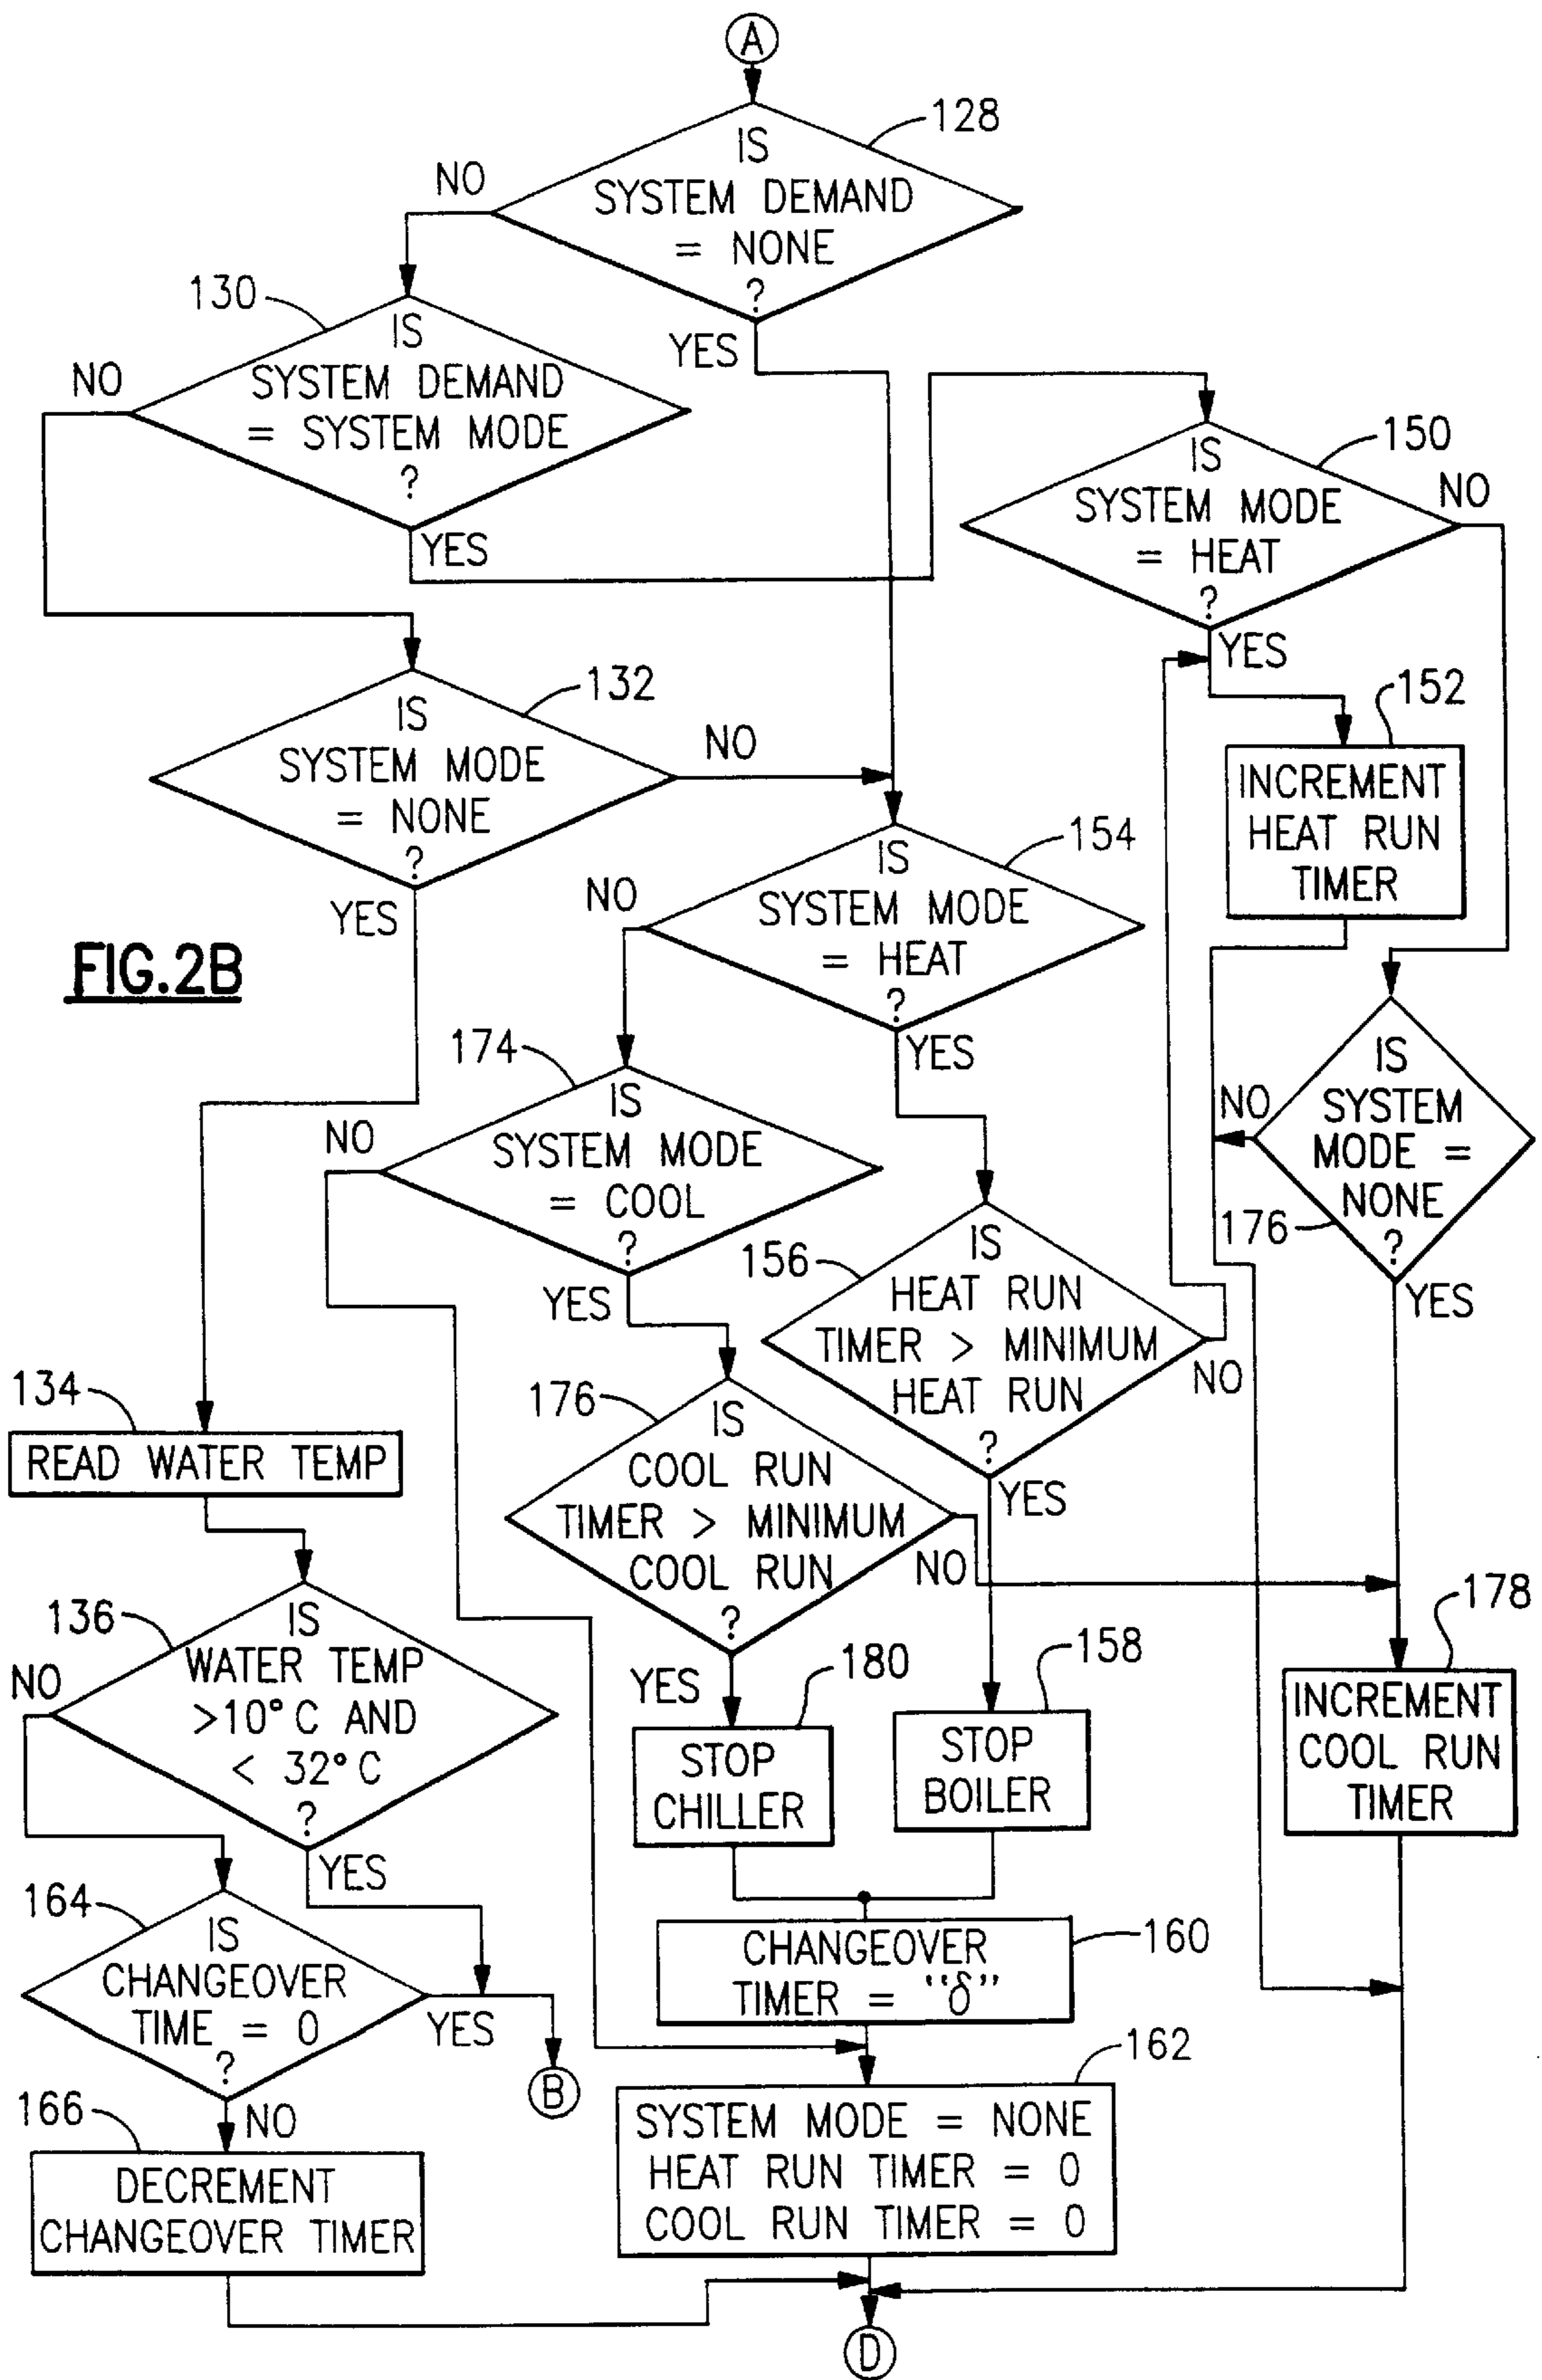 A
128
IS
SYSTEM DEMAND
= NONE
?
NO
YES
130
IS
SYSTEM DEMAND
= SYSTEM MODE
?
NO
YES
150
IS
SYSTEM MODE
= HEAT
?
NO
YES
132
IS
SYSTEM MODE
= NONE
?
NO
YES
152
INCREMENT
HEAT RUN
TIMER
154
IS
SYSTEM MODE
= HEAT
?
NO
YES
FIG.2B
174
IS
SYSTEM MODE
= COOL
?
NO
YES
IS
SYSTEM
MODE =
NONE
?
NO
176
YES
156
IS
HEAT RUN
TIMER > MINIMUM
HEAT RUN
?
NO
YES
134
READ WATER TEMP
176
IS
COOL RUN
TIMER > MINIMUM
COOL RUN
?
NO
YES
136
IS
WATER TEMP
>10°C AND
< 32°C
?
NO
YES
180
STOP
CHILLER
158
STOP
BOILER
178
INCREMENT
COOL RUN
TIMER
164
IS
CHANGEOVER
TIME = 0
?
YES
NO
B
160
CHANGEOVER
TIMER = "δ"
162
SYSTEM MODE = NONE
HEAT RUN TIMER = 0
COOL RUN TIMER = 0
166
DECREMENT
CHANGEOVER TIMER
D